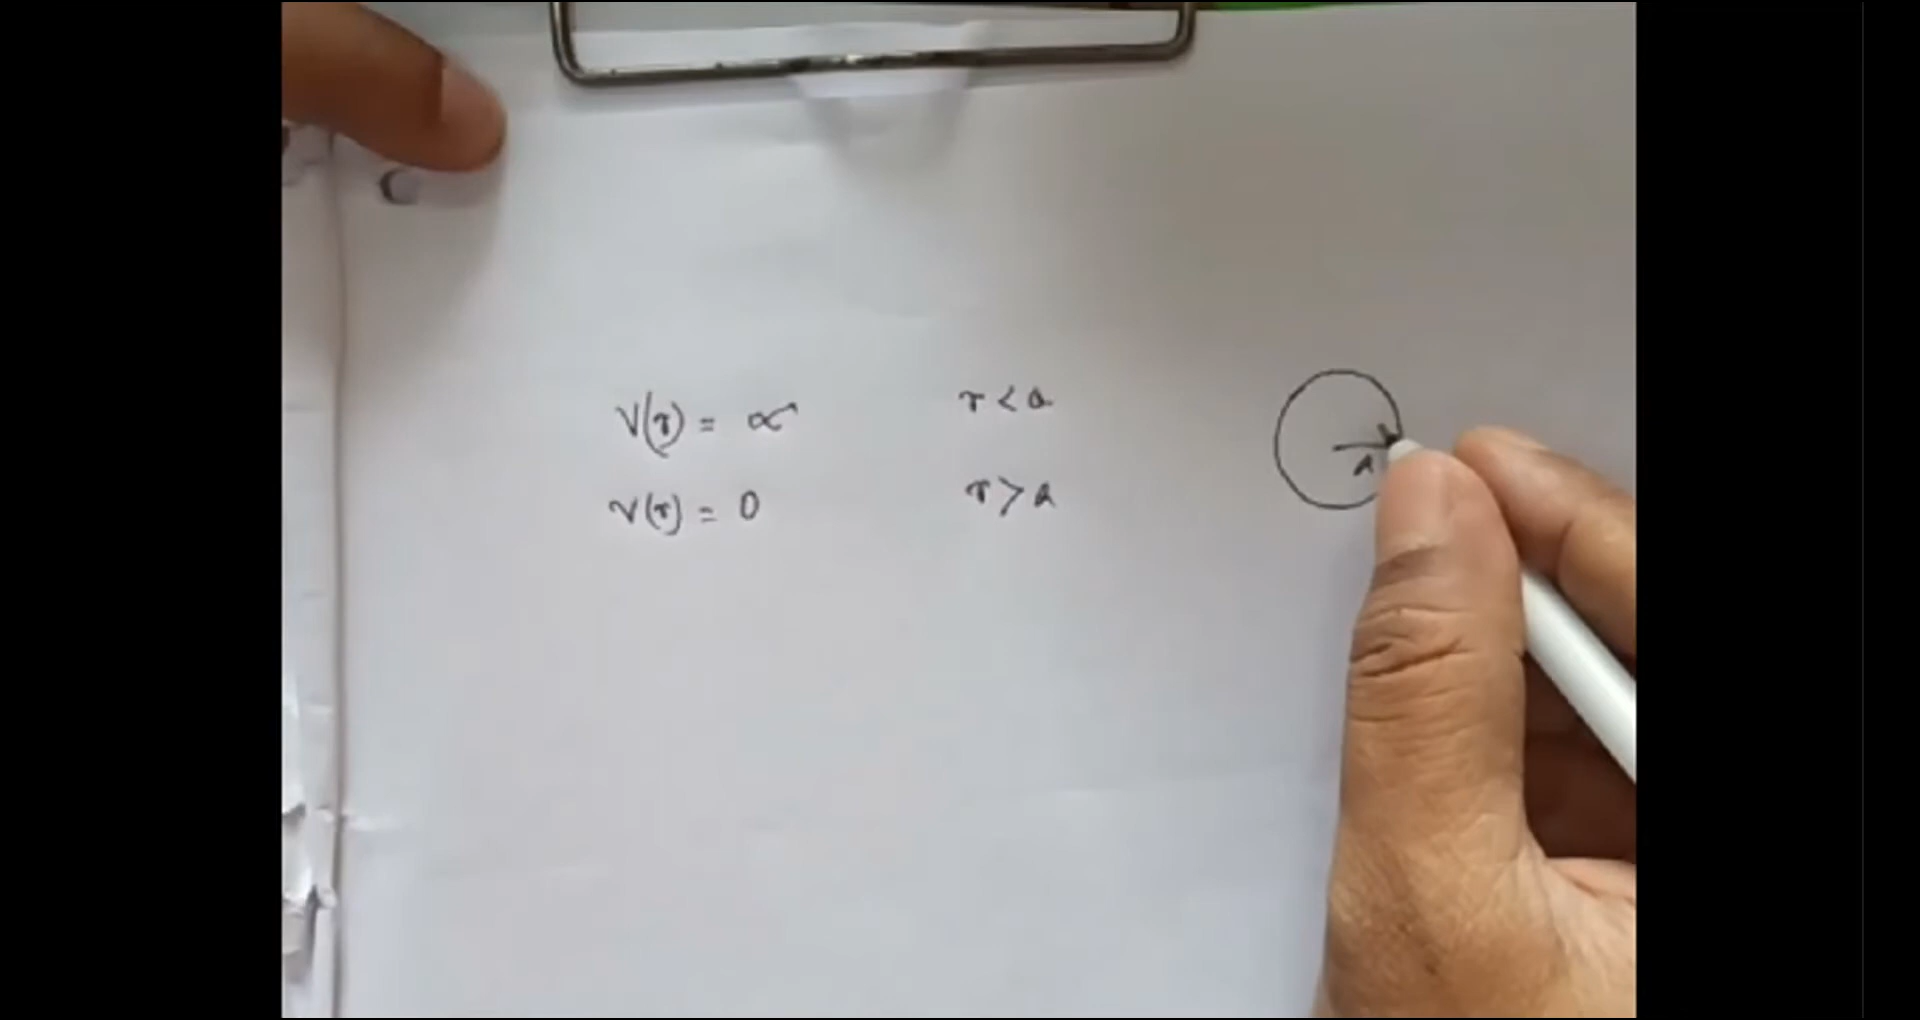 V(r) = ∝ r < a
V(r) = 0 r > a
a